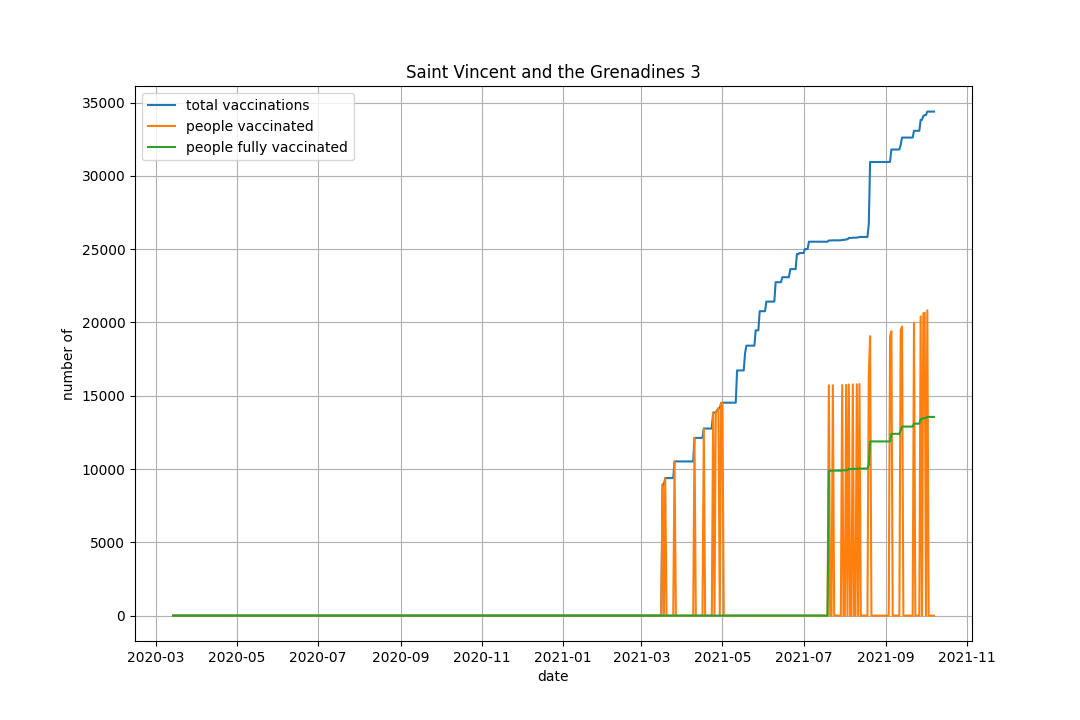 Saint Vincent and the Grenadines 3
total vaccinations
people vaccinated
people fully vaccinated
35000
30000
25000
20000
15000
10000
5000
0
number of
2020-03 2020-05 2020-07 2020-09 2020-11 2021-01 2021-03 2021-05 2021-07 2021-09 2021-11
date